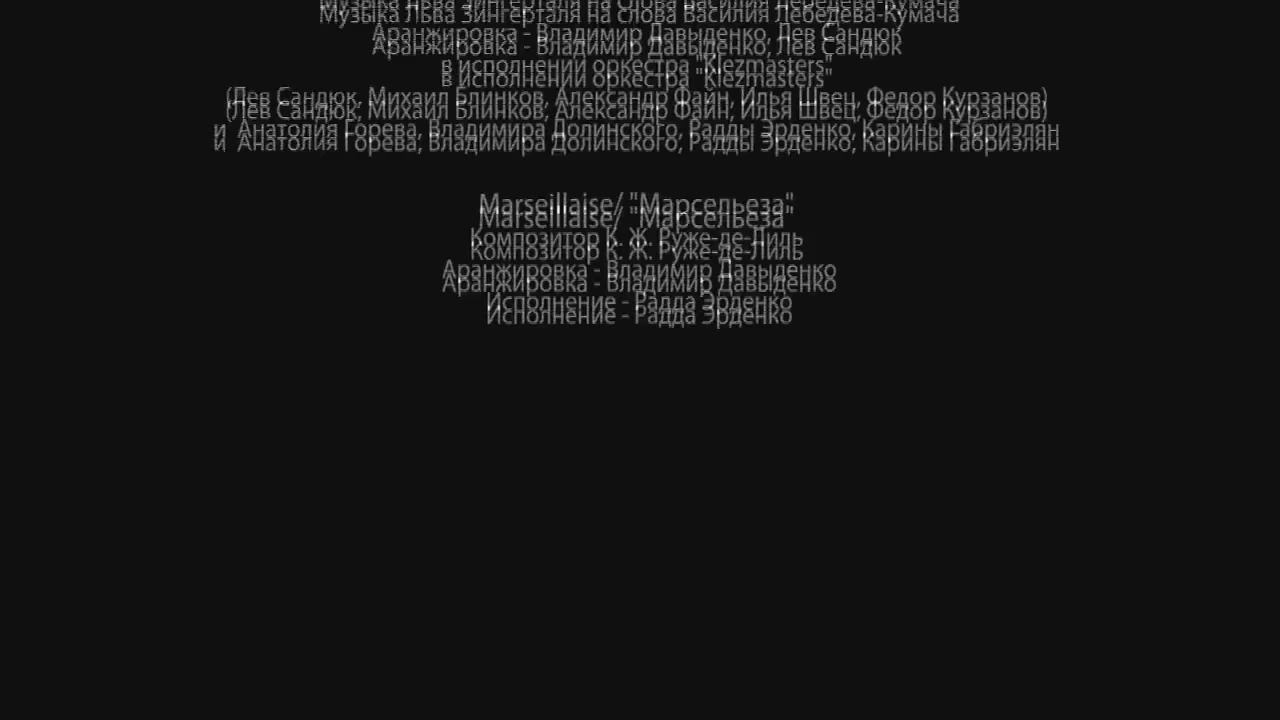 Музыка Льва Зингерталя на слова Василия Лебедева-Кумача
Аранжировка - Владимир Давыденко, Лев Сандюк
в исполнении оркестра "Klezmasters"
(Лев Сандюк, Михаил Блинков, Александр Файн, Илья Швец, Федор Курзанов)
и Анатолия Горева, Владимира Долинского, Радды Эрденко, Карины Габриэлян
Marseillaise/ "Марсельеза"
Композитор К. Ж. Руже-де-Лиль
Аранжировка - Владимир Давыденко
Исполнение - Радда Эрденко